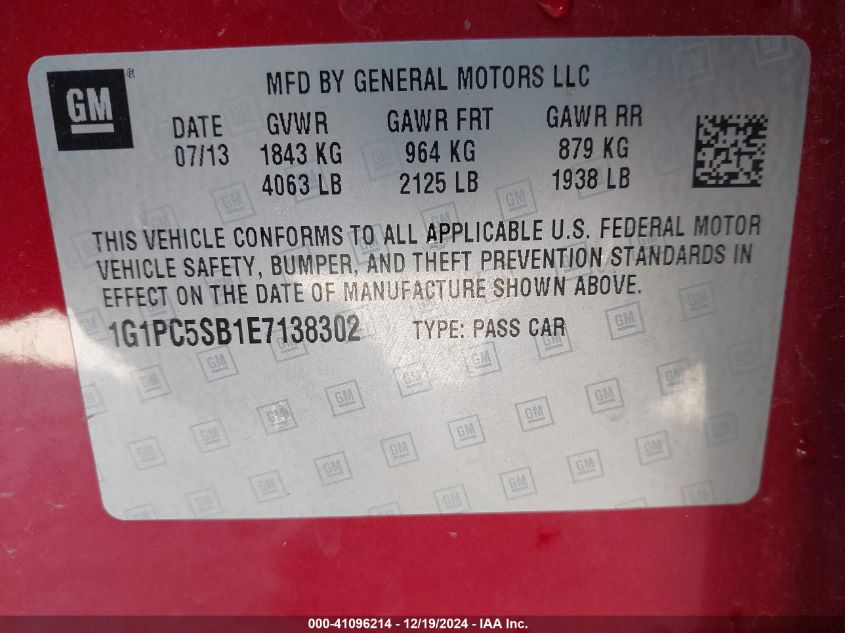 GM ®
MFD BY GENERAL MOTORS LLC
DATE GVWR GAWR FRT GAWR RR
07/13 1843 KG 964 KG 879 KG
4063 LB 2125 LB 1938 LB
THIS VEHICLE CONFORMS TO ALL APPLICABLE U.S. FEDERAL MOTOR
VEHICLE SAFETY, BUMPER, AND THEFT PREVENTION STANDARDS IN
EFFECT ON THE DATE OF MANUFACTURE SHOWN ABOVE.
1G1PC5SB1E7138302 TYPE: PASS CAR
000-41096214 - 12/19/2024 - IAA Inc.